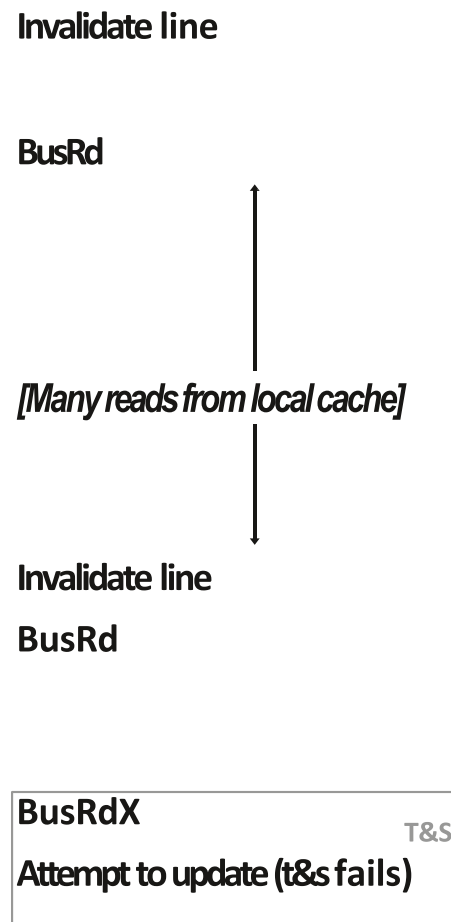 Invalidate line
BusRd
[Many reads from local cache]
Invalidate line
BusRd
BusRdX
T&S
Attempt to update (t&s fails)